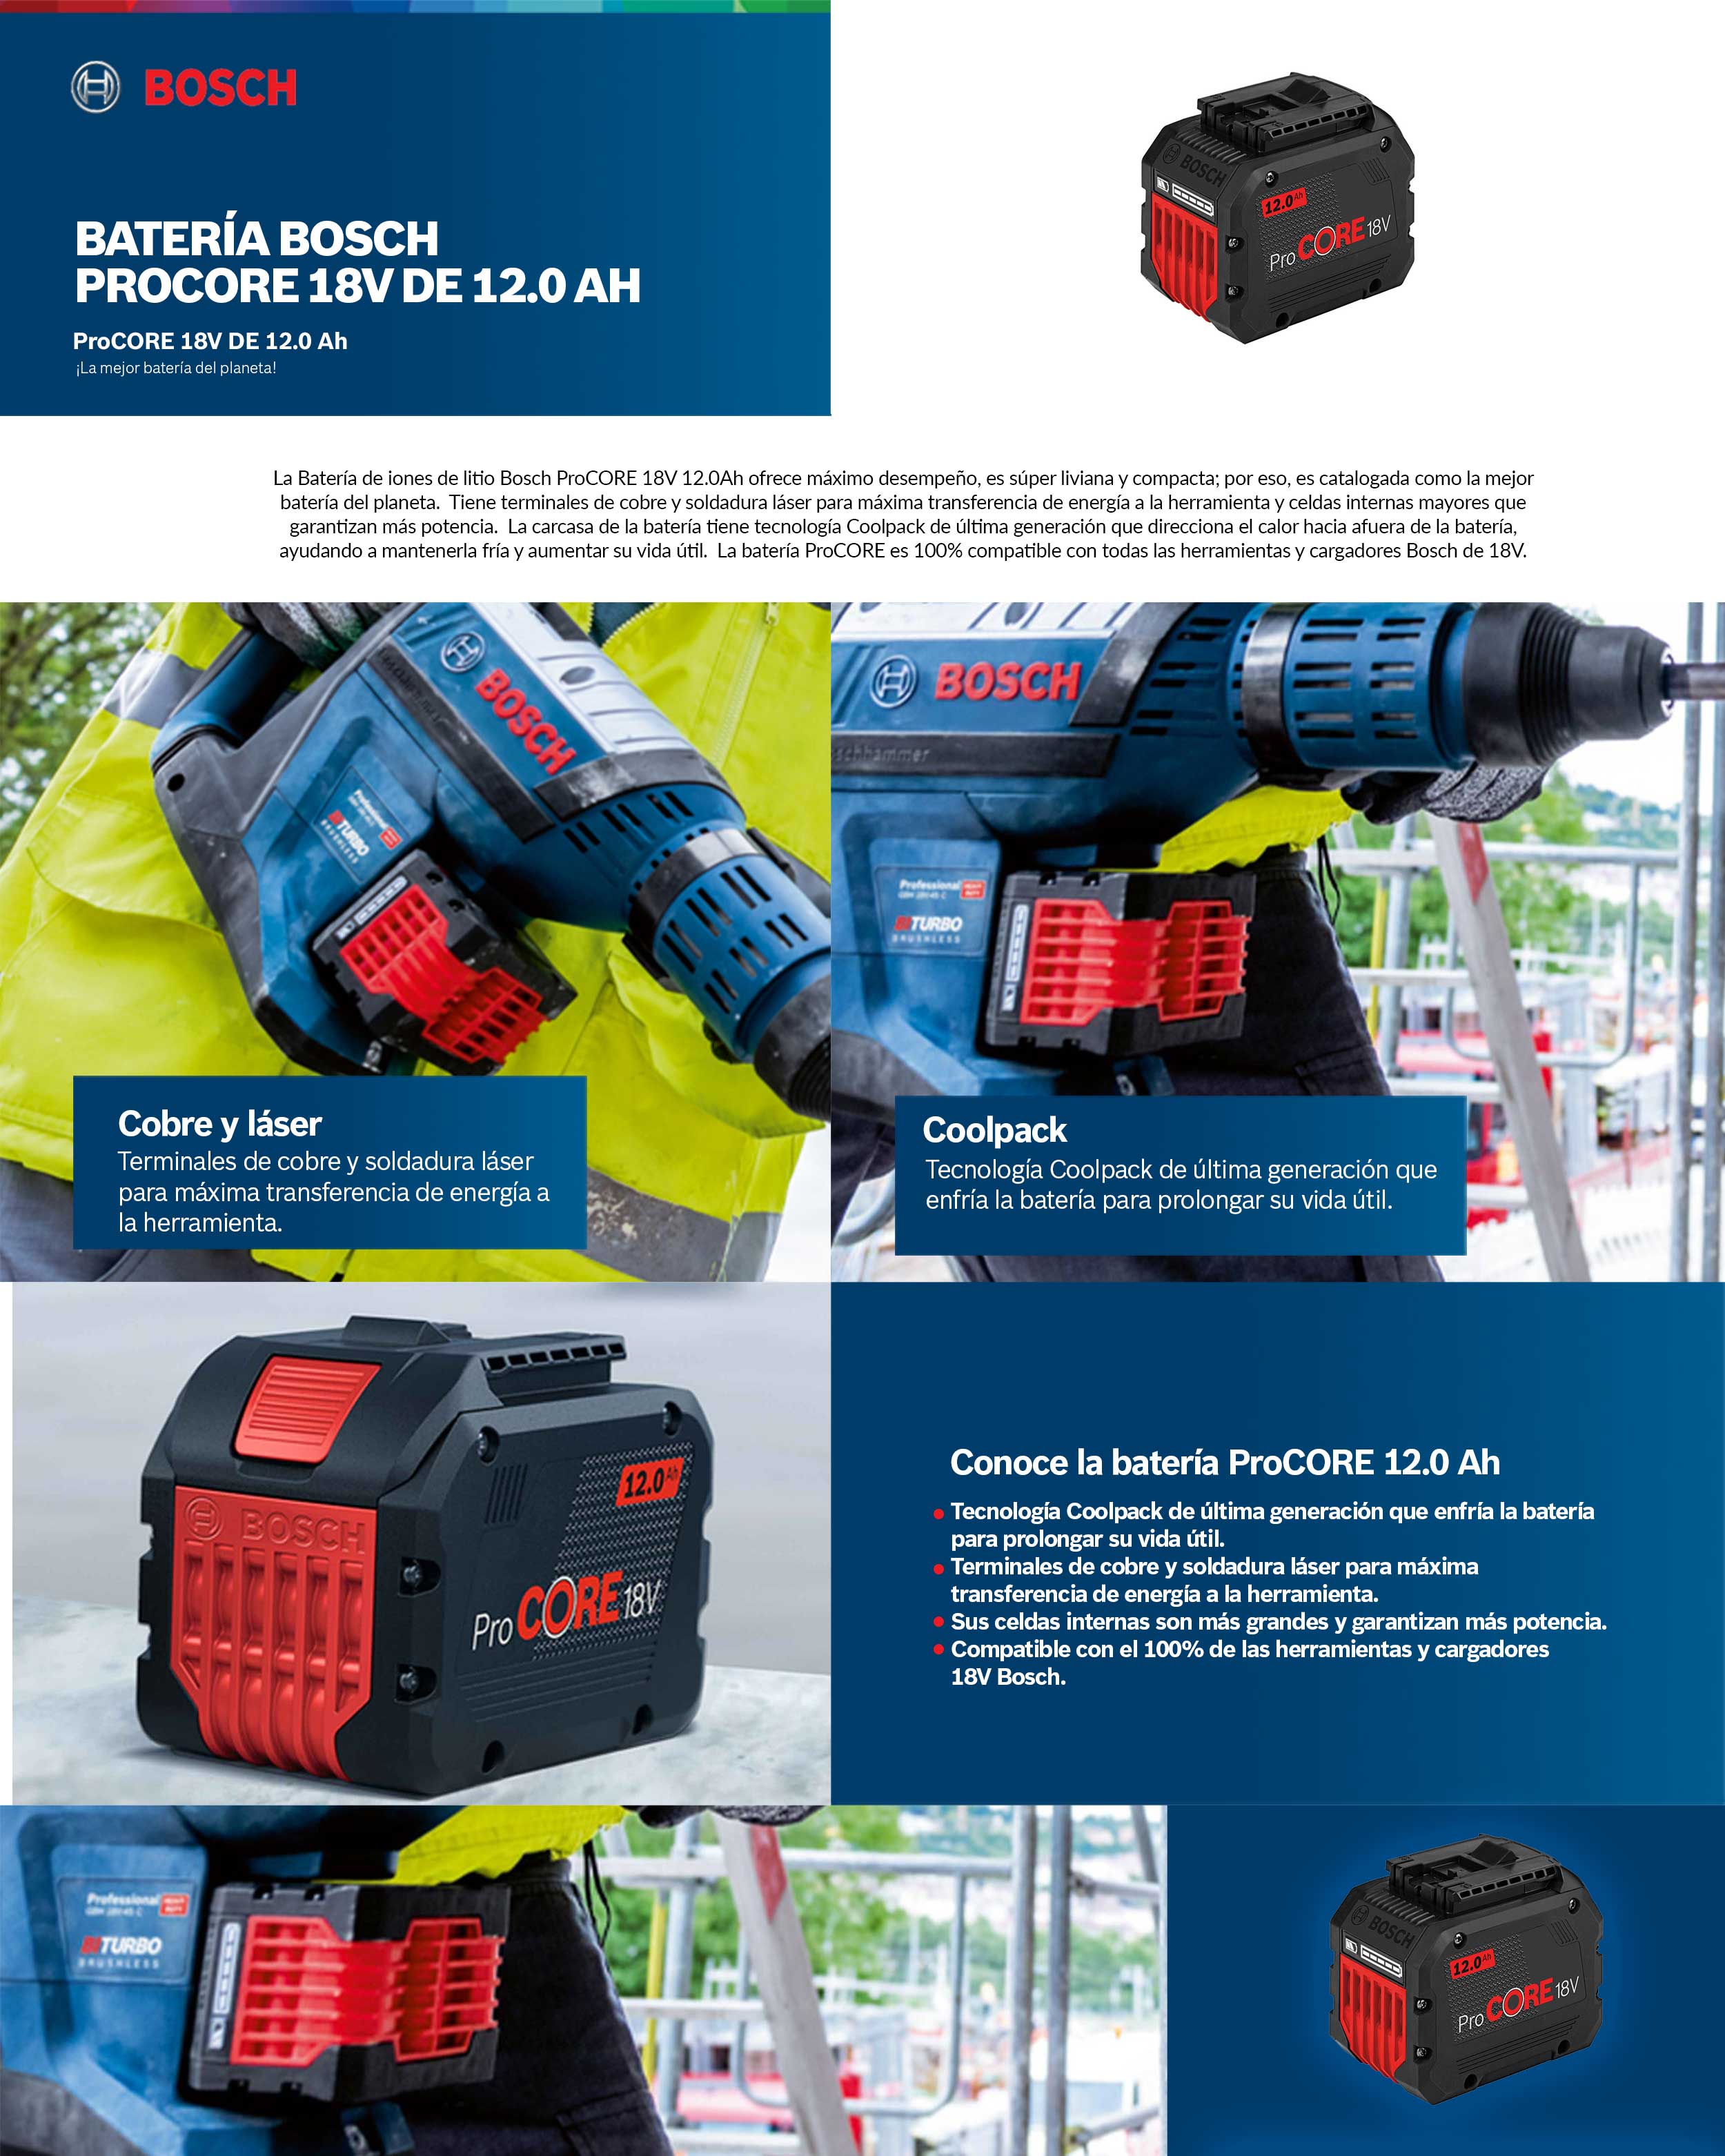 BOSCH
BATERÍA BOSCH
PROCORE 18V DE 12.0 AH
ProCORE 18V DE 12.0 Ah
¡La mejor batería del planeta!
BOSCH
12.0 Ah
ProCORE 18V
La Batería de iones de litio Bosch ProCORE 18V 12.0Ah ofrece máximo desempeño, es súper liviana y compacta; por eso, es catalogada como la mejor
batería del planeta. Tiene terminales de cobre y soldadura láser para máxima transferencia de energía a la herramienta y celdas internas mayores que
garantizan más potencia. La carcasa de la batería tiene tecnología Coolpack de última generación que direcciona el calor hacia afuera de la batería,
ayudando a mantenerla fría y aumentar su vida útil. La batería ProCORE es 100% compatible con todas las herramientas y cargadores Bosch de 18V.
BOSCH
Professional
BITURBO
BRUSHLESS
Cobre y láser
Terminales de cobre y soldadura láser
para máxima transferencia de energía a
la herramienta.
BOSCH
Professional HEAVY DUTY
BITURBO
BRUSHLESS
Coolpack
Tecnología Coolpack de última generación que
enfría la batería para prolongar su vida útil.
BOSCH
12.0 Ah
ProCORE 18V
Conoce la batería ProCORE 12.0 Ah
Tecnología Coolpack de última generación que enfría la batería
para prolongar su vida útil.
Terminales de cobre y soldadura láser para máxima
transferencia de energía a la herramienta.
Sus celdas internas son más grandes y garantizan más potencia.
Compatible con el 100% de las herramientas y cargadores
18V Bosch.
Professional HEAVY DUTY
BITURBO
BRUSHLESS
BOSCH
12.0 Ah
ProCORE 18V